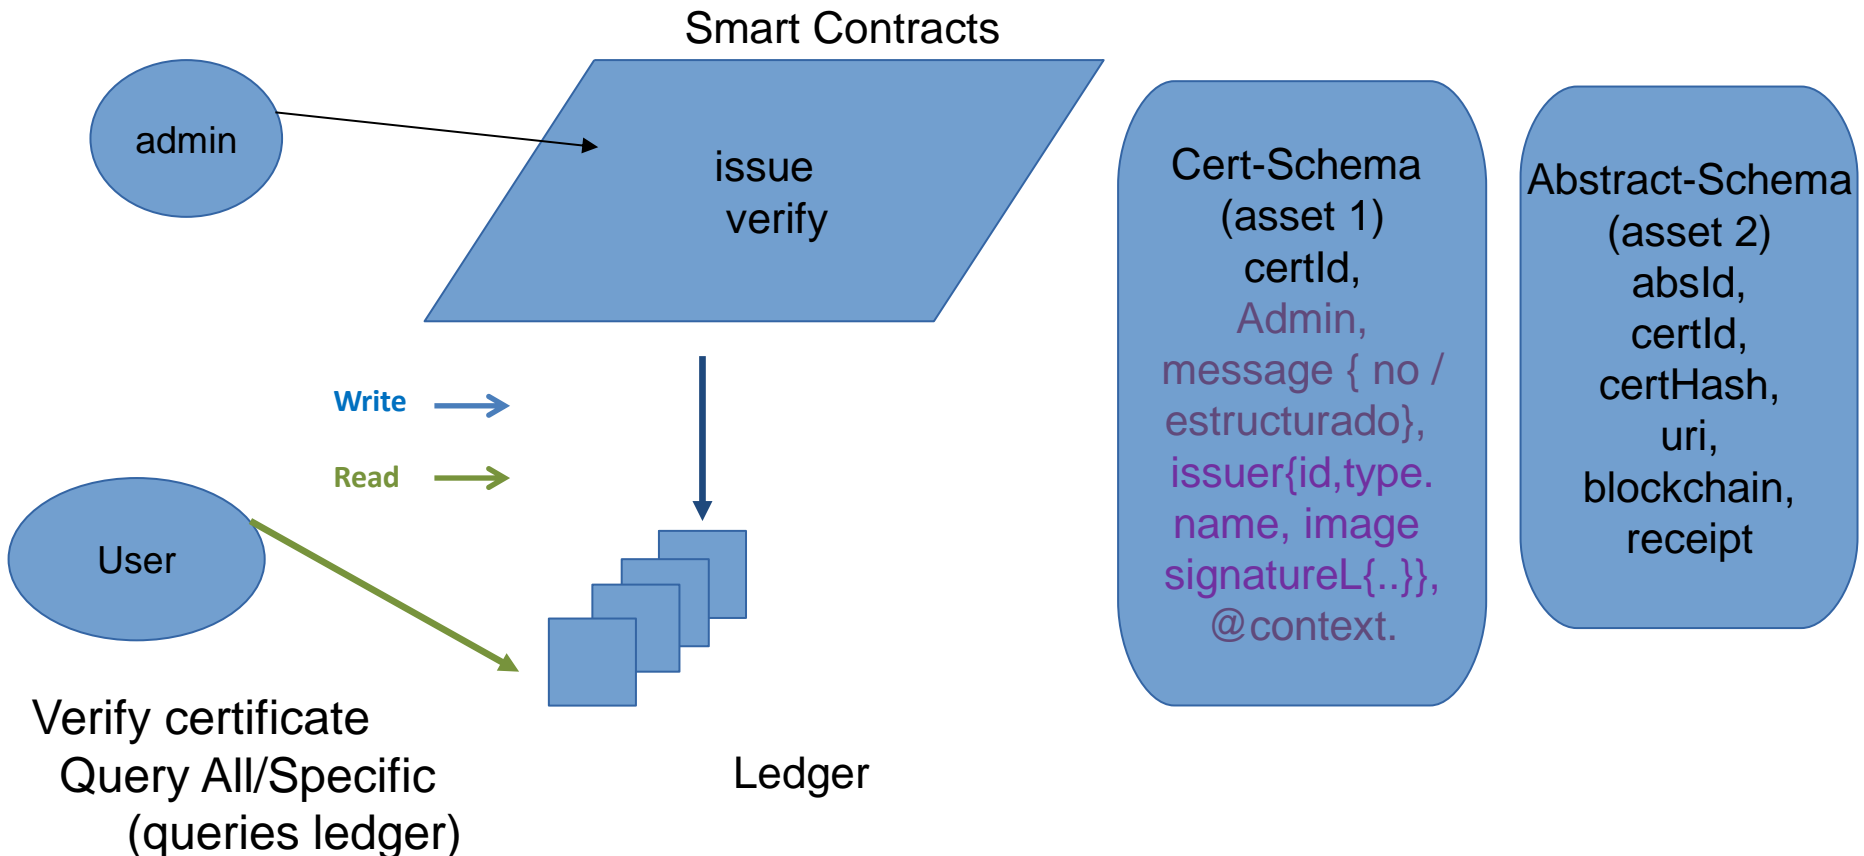 Smart Contracts
admin
issue
verify
Write
Read
User
Verify certificate
Query All/Specific
(queries ledger)
Ledger
Cert-Schema
(asset 1)
certId,
Admin,
message { no /
estructurado},
issuer{id,type.
name, image
signatureL{..}},
@context.
Abstract-Schema
(asset 2)
absId,
certId,
certHash,
uri,
blockchain,
receipt